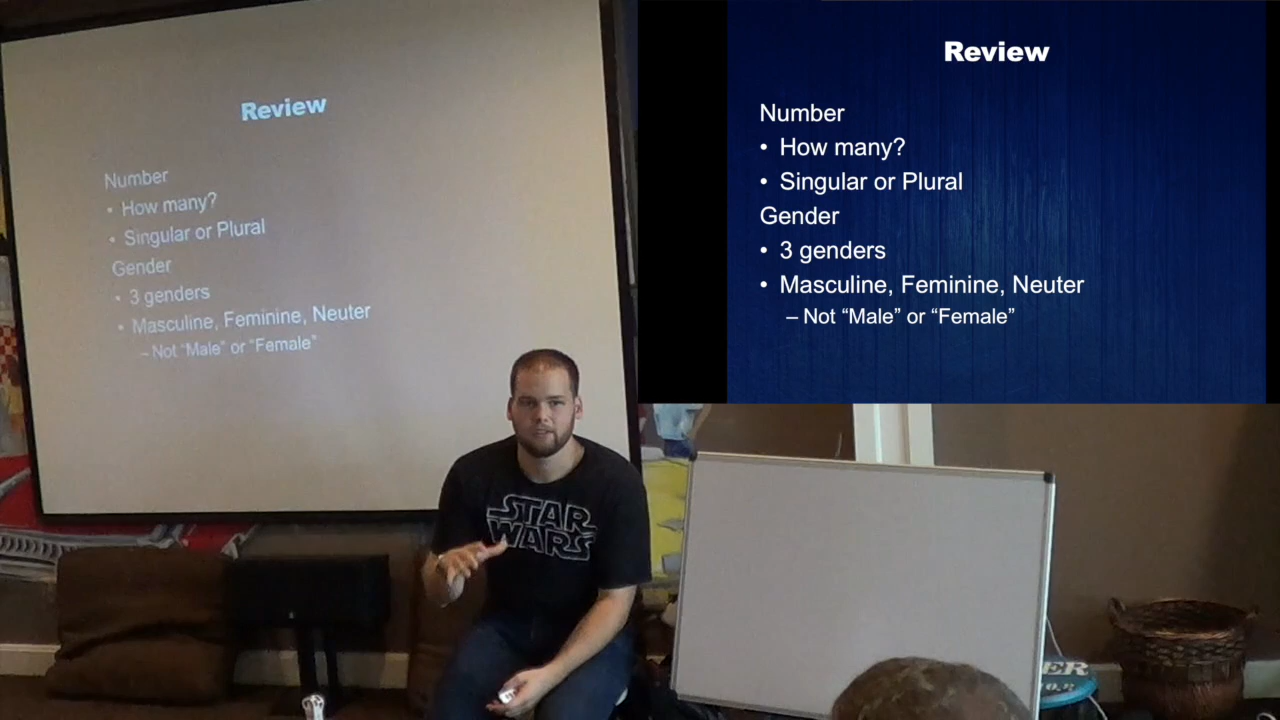 Review
Number
• How many?
• Singular or Plural
Gender
• 3 genders
• Masculine, Feminine, Neuter
– Not “Male” or “Female”
Review
Number
• How many?
• Singular or Plural
Gender
• 3 genders
• Masculine, Feminine, Neuter
– Not “Male” or “Female”
STAR
WARS